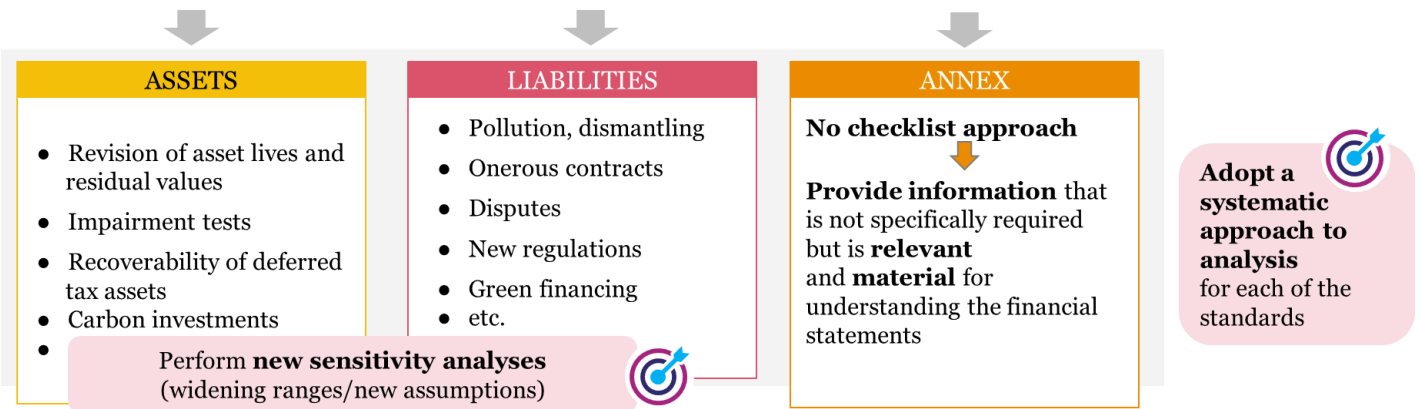 ASSETS
● Revision of asset lives and
residual values
● Impairment tests
● Recoverability of deferred
tax assets
● Carbon investments
●
LIABILITIES
● Pollution, dismantling
● Onerous contracts
● Disputes
● New regulations
● Green financing
● etc.
Perform new sensitivity analyses
(widening ranges/new assumptions)
ANNEX
No checklist approach
Provide information that
is not specifically required
but is relevant
and material for
understanding the financial
statements
Adopt a
systematic
approach to
analysis
for each of the
standards